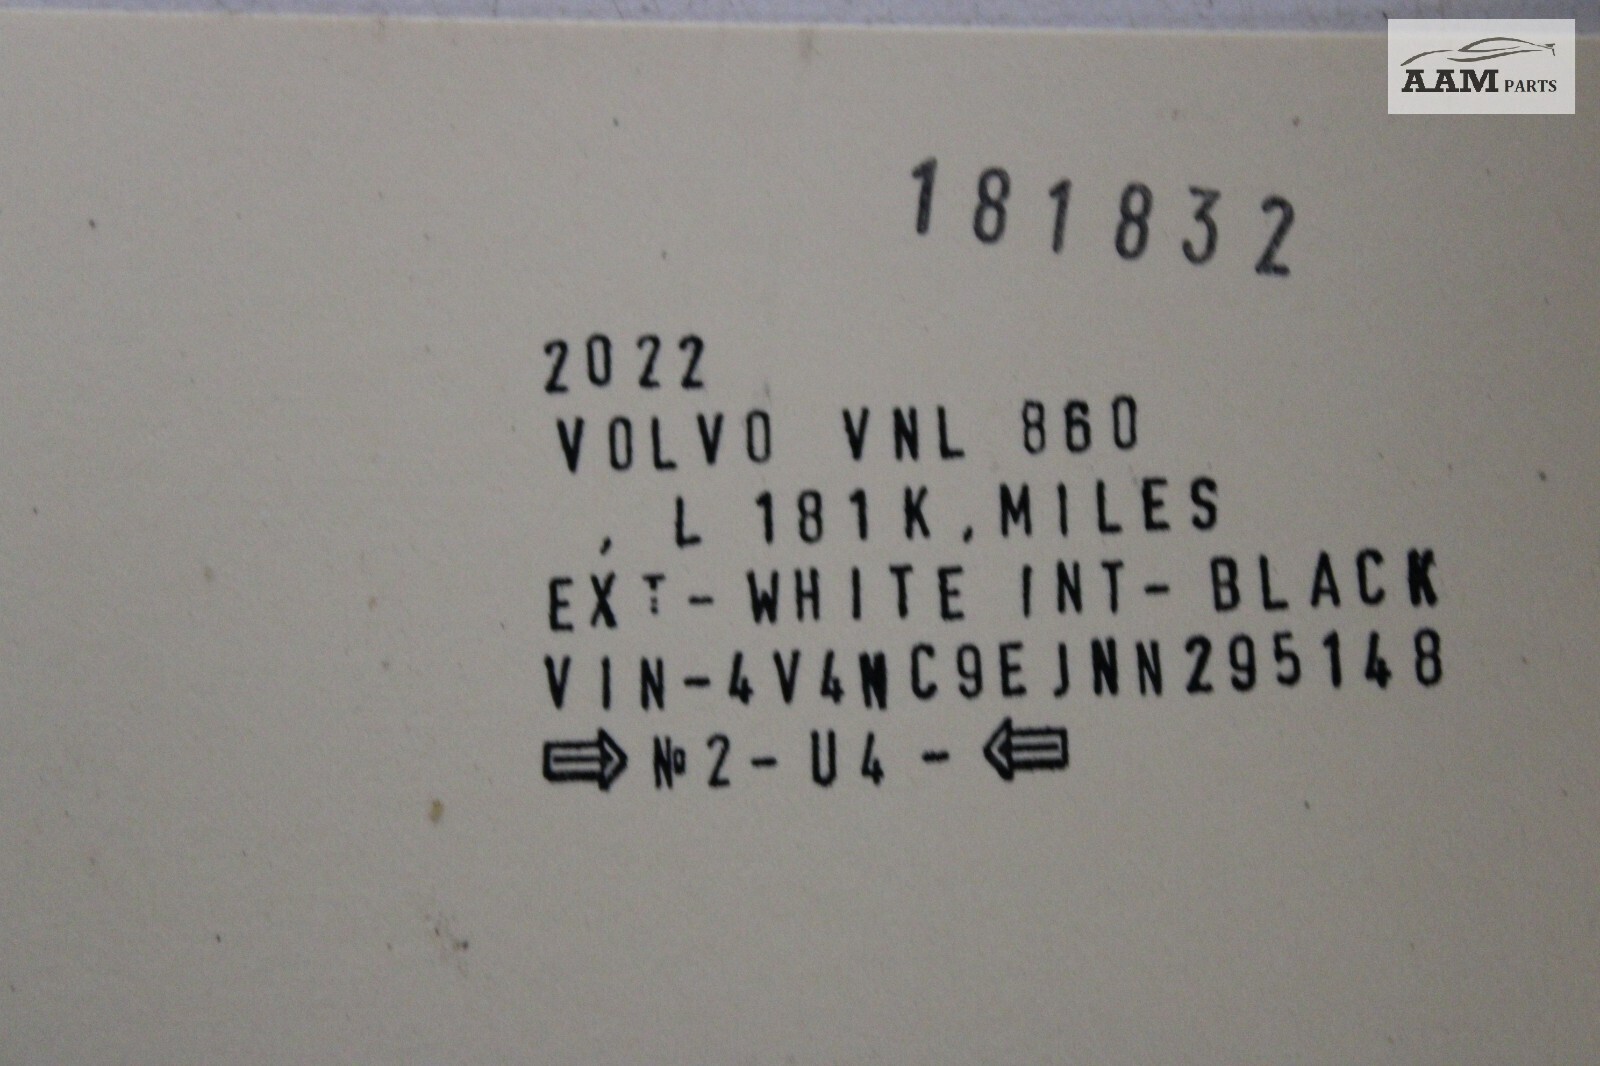 AAM PARTS
181832
2022
VOLVO VNL 860
, L 181K,MILES
EXT-WHITE INT-BLACK
VIN-4V4NC9EJNN295148
⇨ №2-U4- ⇦